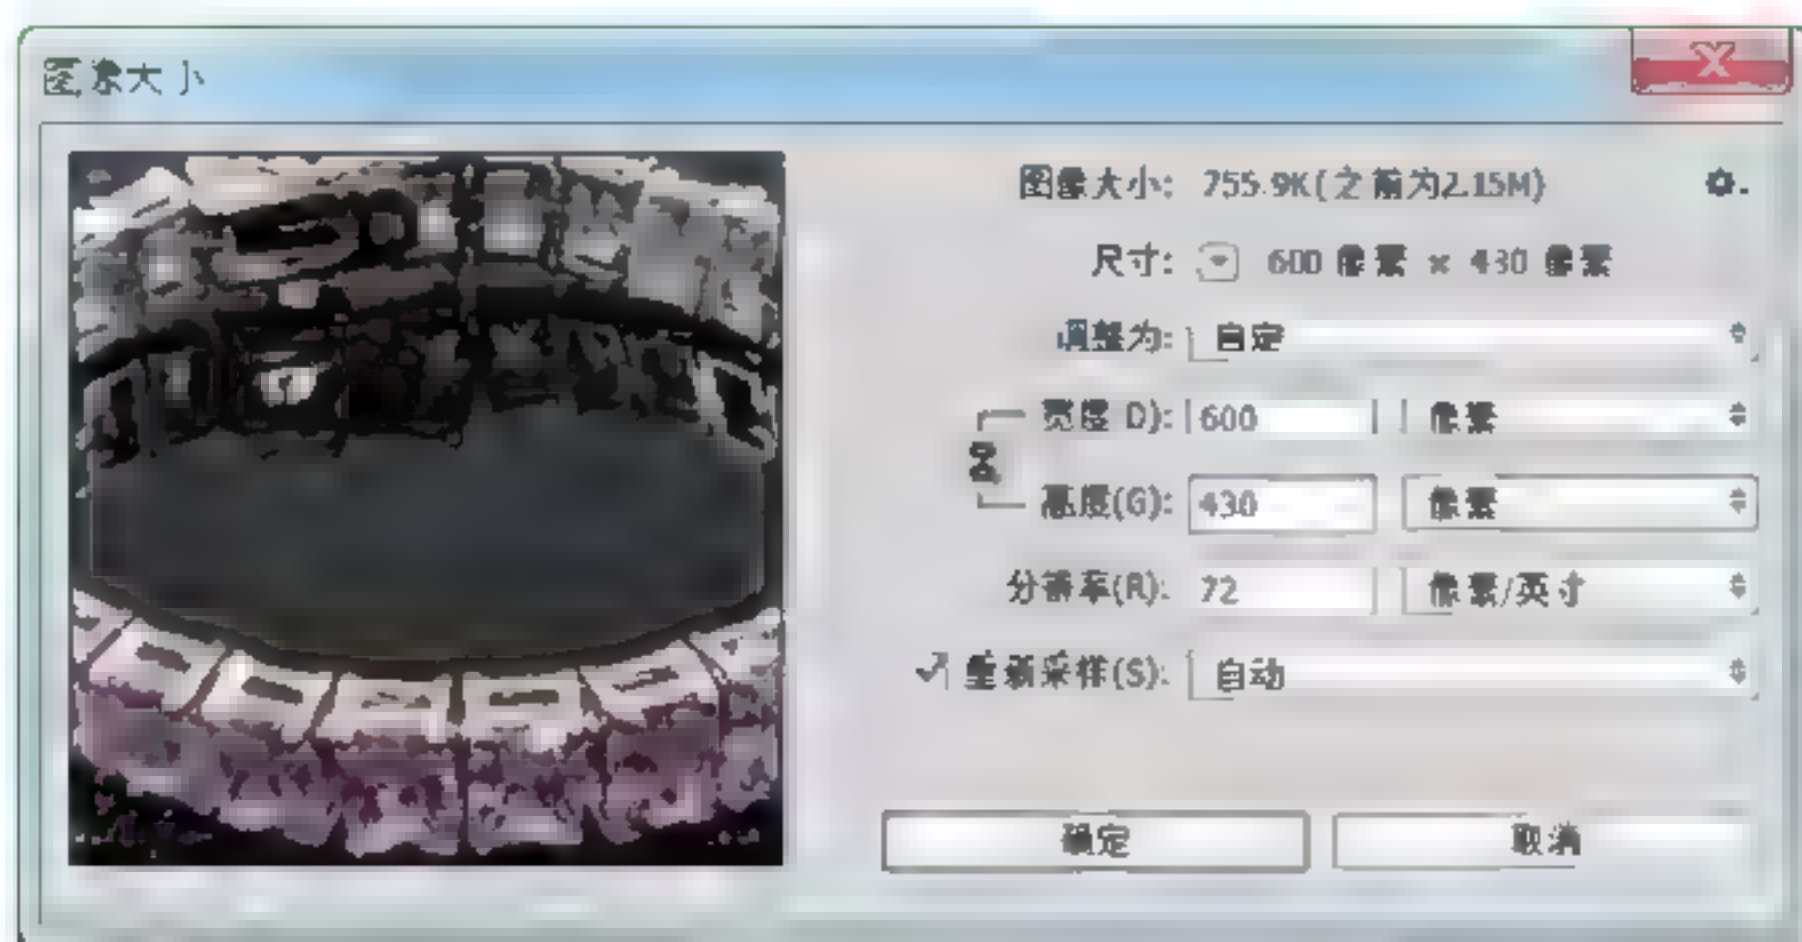 图像大小
图像大小: 755.9K(之前为2.15M)
尺寸: 600 像素 × 430 像素
调整为: 自定
宽度 D): 600 像素
高度(G): 430 像素
分辨率(R): 72 像素/英寸
重新采样(S): 自动
确定 取消